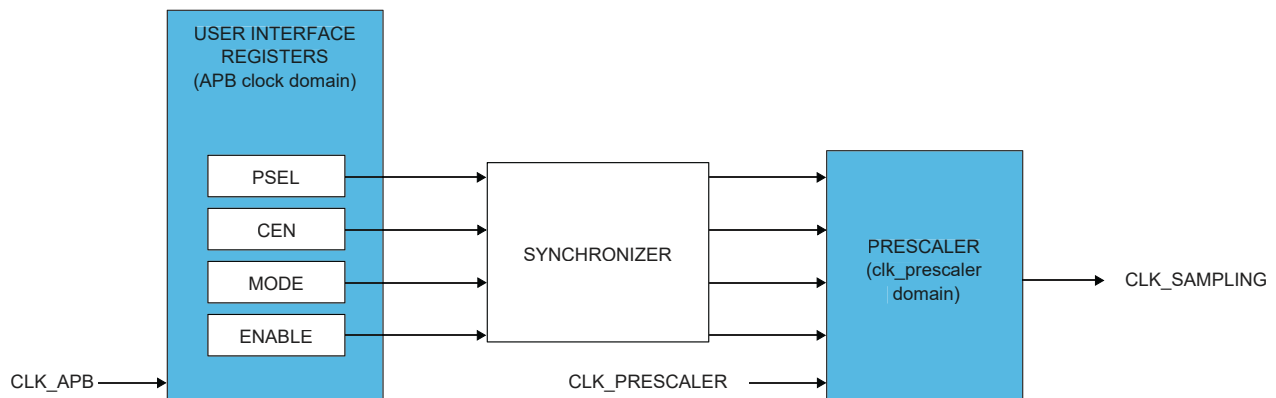 USER INTERFACE
REGISTERS
(APB clock domain)
PSEL
CEN
MODE
ENABLE
CLK_APB
SYNCHRONIZER
CLK_PRESCALER
PRESCALER
(clk_prescaler
domain)
CLK_SAMPLING